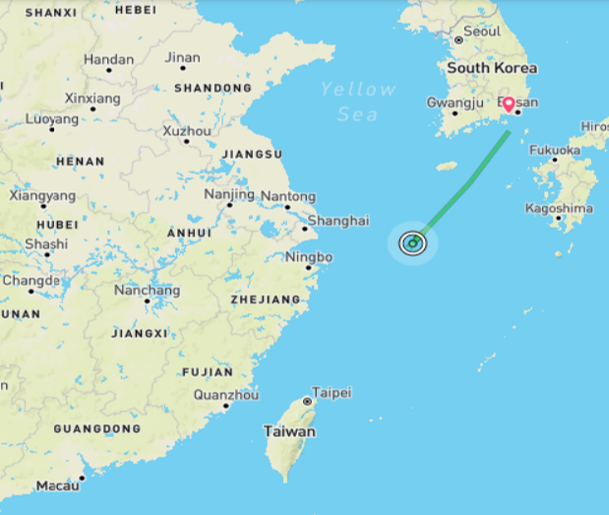 SHANXI
HEBEI
Seoul
Handan
Jinan
South Korea
SHANDONG
Yellow
Sea
Xinxiang
Gwangju
Luoyang
Xuzhou
Hiros
HENAN
JIANGSU
Fukuoka
Xiangyang
Nanjing
Nantong
Kagoshima
HUBEI
ANHUI
Shanghai
Shashi
Ningbo
Changde
Nanchang
ZHEJIANG
UNAN
JIANGXI
FUJIAN
Quanzhou
Taipei
GUANGDONG
Taiwan
Macau